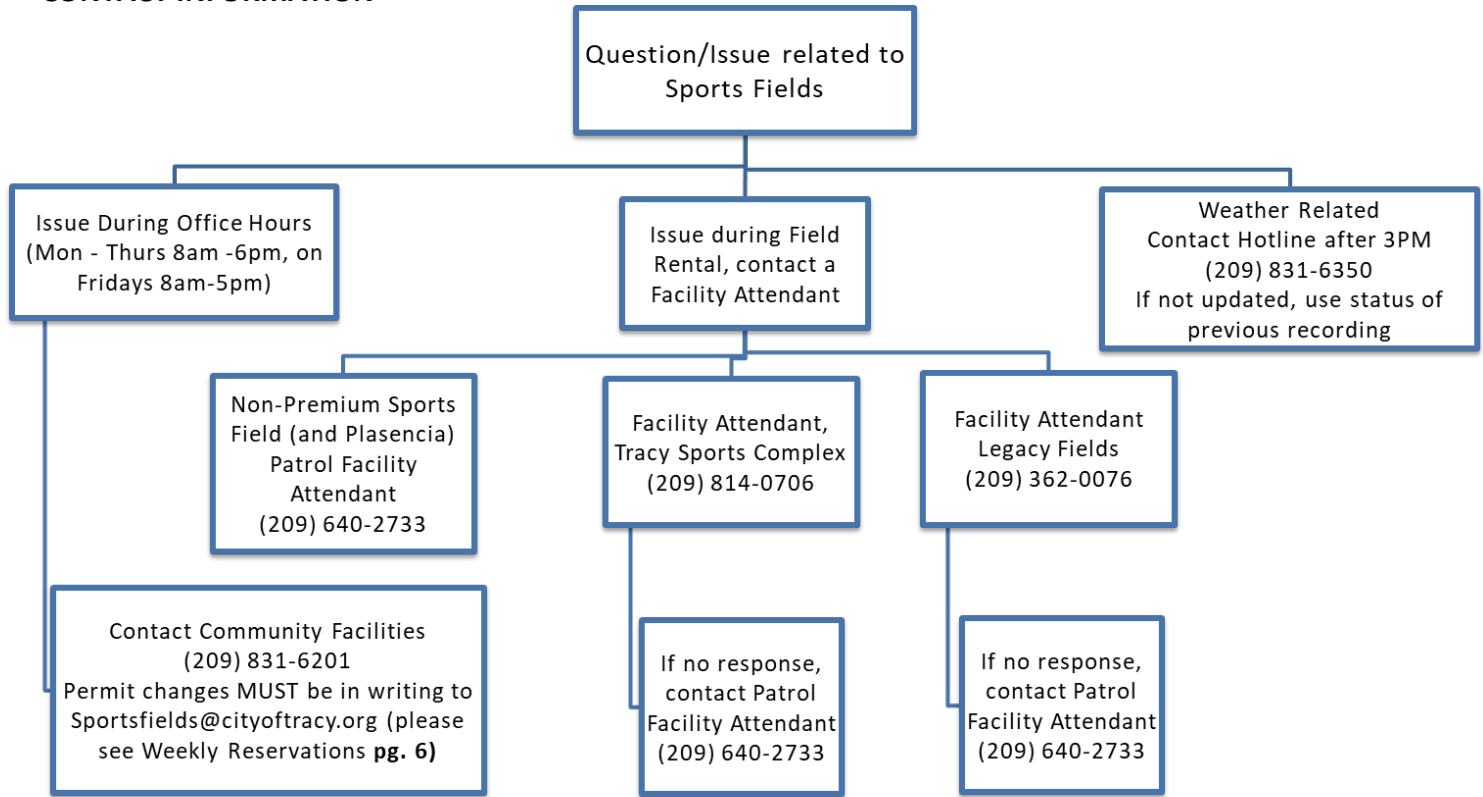 CONTACT INFORMATION
Question/Issue related to
Sports Fields
Issue During Office Hours
(Mon - Thurs 8am -6pm, on
Fridays 8am-5pm)
Issue during Field
Rental, contact a
Facility Attendant
Weather Related
Contact Hotline after 3PM
(209) 831-6350
If not updated, use status of
previous recording
Non-Premium Sports
Field (and Plasencia)
Patrol Facility
Attendant
(209) 640-2733
Facility Attendant,
Tracy Sports Complex
(209) 814-0706
Facility Attendant
Legacy Fields
(209) 362-0076
Contact Community Facilities
(209) 831-6201
Permit changes MUST be in writing to
Sportsfields@cityoftracy.org (please
see Weekly Reservations pg. 6)
If no response,
contact Patrol
Facility Attendant
(209) 640-2733
If no response,
contact Patrol
Facility Attendant
(209) 640-2733